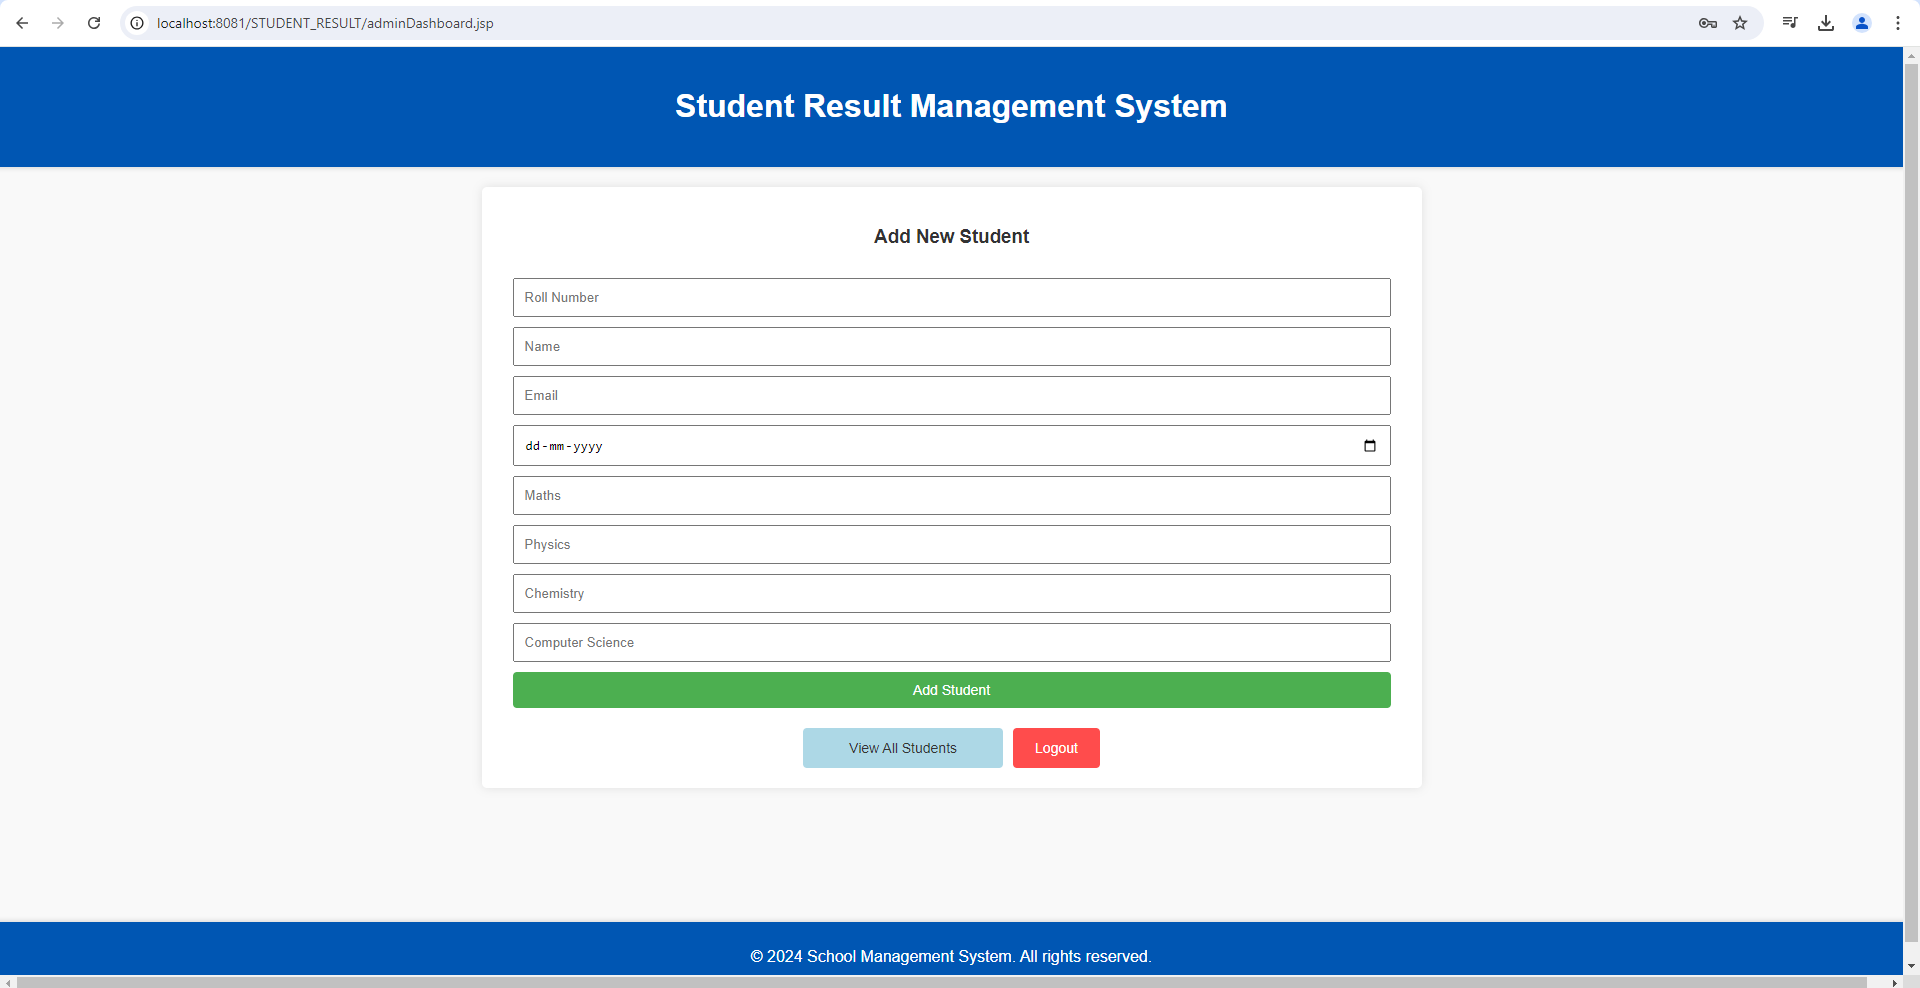 localhost:8081/STUDENT_RESULT/adminDashboard.jsp
Student Result Management System
Add New Student
Roll Number
Name
Email
dd-mm-yyyy
Maths
Physics
Chemistry
Computer Science
Add Student
View All Students Logout
© 2024 School Management System. All rights reserved.